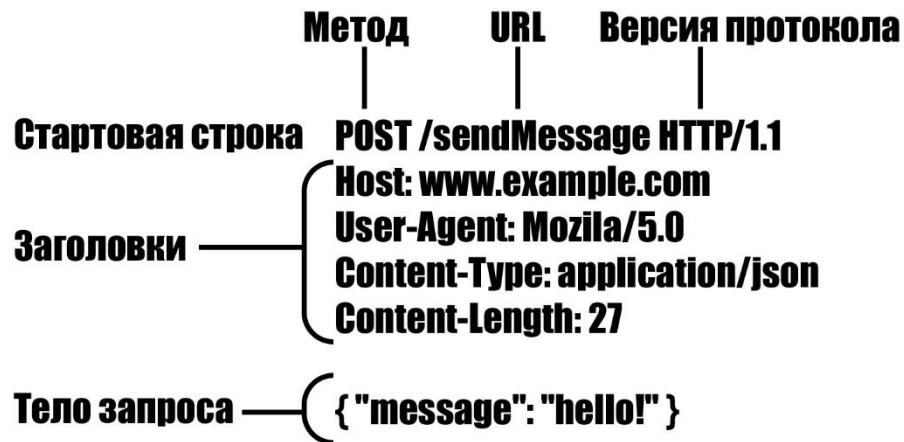 Метод URL Версия протокола
Стартовая строка POST /sendMessage HTTP/1.1
Host: www.example.com
User-Agent: Mozila/5.0
Заголовки
Content-Type: application/json
Content-Length: 27
Тело запроса { "message": "hello!" }